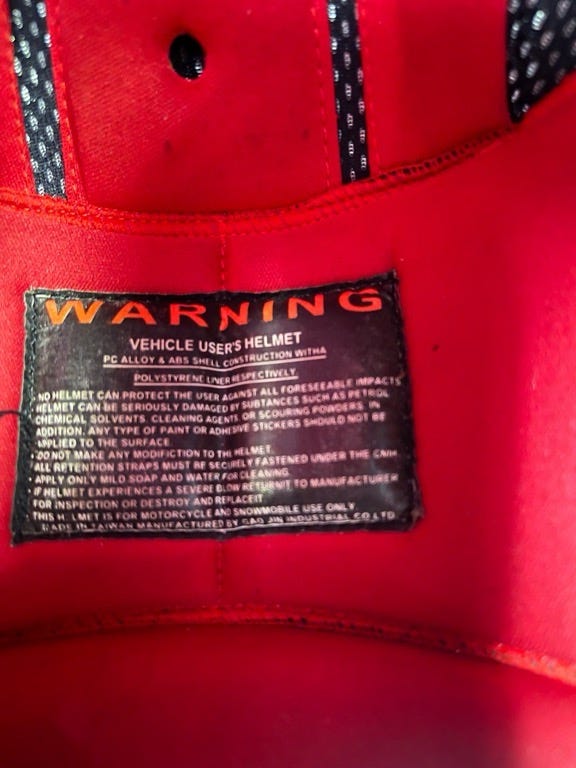 WARNING
VEHICLE USER'S HELMET
PC ALLOY & ABS SHELL CONSTRUCTION WITHA
POLYSTYRENE LINER RESPECTIVELY.
NO HELMET CAN PROTECT THE USER AGAINST ALL FORESEEABLE IMPACTS
HELMET CAN BE SERIOUSLY DAMAGED BY SUBTANCES SUCH AS PETROL
CHEMICAL SOLVENTS, CLEANING AGENTS OR SCOURING POWDERS. IN
ADDITION. ANY TYPE OF PAINT OR ADHESIVE STICKERS SHOULD NOT BE
APPLIED TO THE SURFACE.
· DO NOT MAKE ANY MODIFICTION TO THE HELMET.
ALL RETENTION STRAPS MUST BE SECURELY FASTENED UNDER THE CNIH
· APPLY ONLY MILD SOAP AND WATER FOR CLEANING.
· IF HELMET EXPERIENCES A SEVERE BLOW RETURN IT TO MANUFACTURER
FOR INSPECTION OR DESTROY AND REPLACE IT
· THIS HELMET IS FOR MOTORCYCLE AND SNOWMOBILE USE ONLY
MADE IN TAIWAN MANUFACTURED BY GAO JIN INDUSTRIAL CO LTD